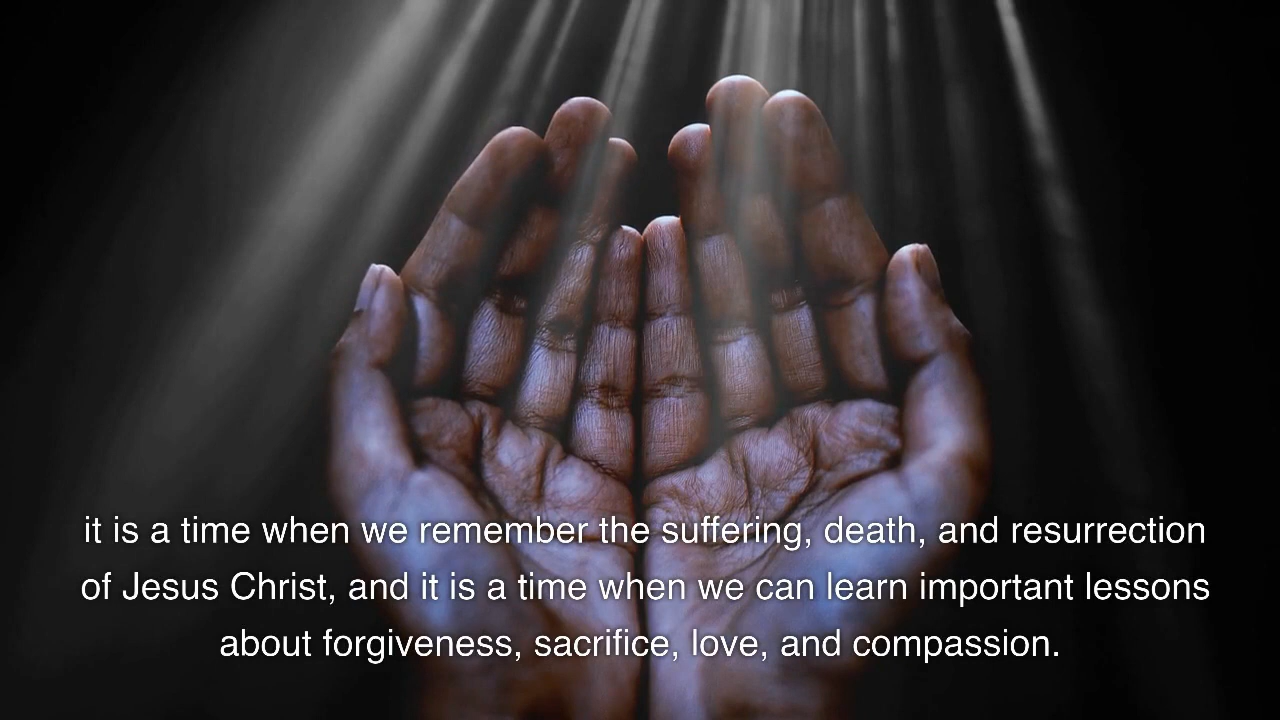 it is a time when we remember the suffering, death, and resurrection
of Jesus Christ, and it is a time when we can learn important lessons
about forgiveness, sacrifice, love, and compassion.